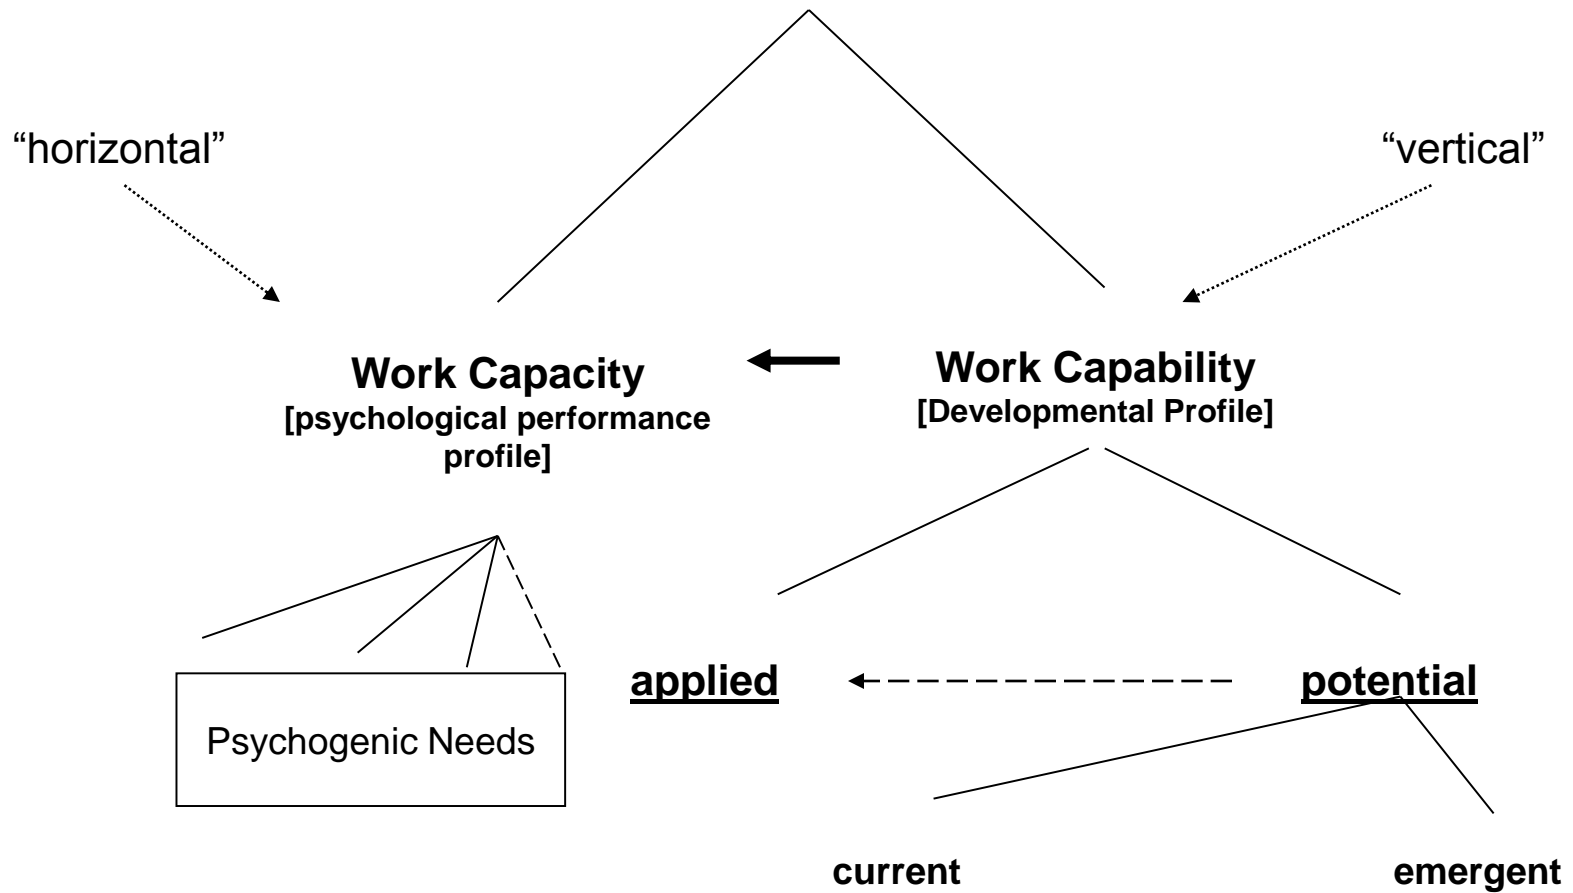 “horizontal”
“vertical”
Work Capacity
[psychological performance
profile]
Work Capability
[Developmental Profile]
applied
potential
Psychogenic Needs
current
emergent